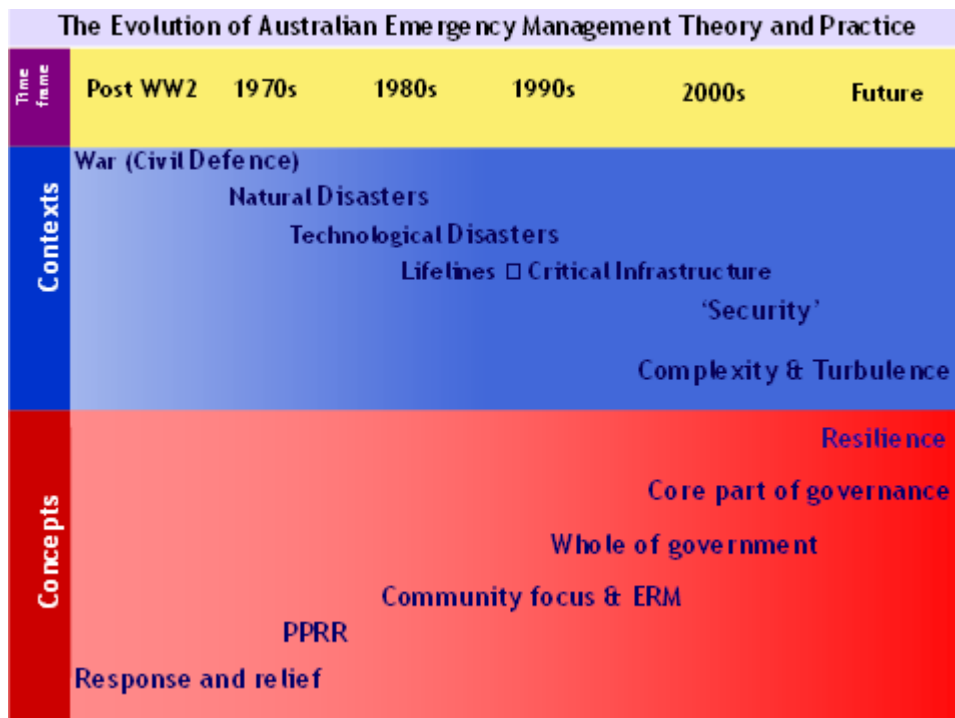 The Evolution of Australian Emergency Management Theory and Practice
Time
frame
Post WW2 1970s 1980s 1990s 2000s Future
Contexts
War (Civil Defence)
Natural Disasters
Technological Disasters
Lifelines □ Critical Infrastructure
‘Security’
Complexity & Turbulence
Concepts
Resilience
Core part of governance
Whole of government
Community focus & ERM
PPRR
Response and relief